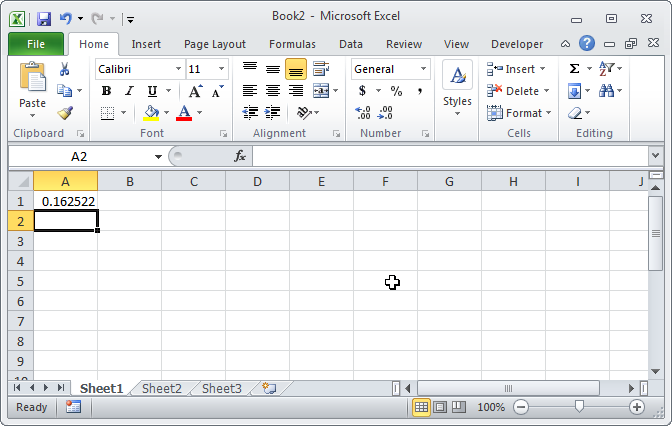 Book2 - Microsoft Excel
File Home Insert Page Layout Formulas Data Review View Developer
Calibri 11 General Insert Σ
Paste B I U $ % , Styles Delete
A A .00 .0 Format
Clipboard Font Alignment Number Cells Editing
A2 fx
A B C D E F G H I J
1 0.162522
2
3
4
5
6
7
8
9
10
Sheet1 Sheet2 Sheet3
Ready 100%